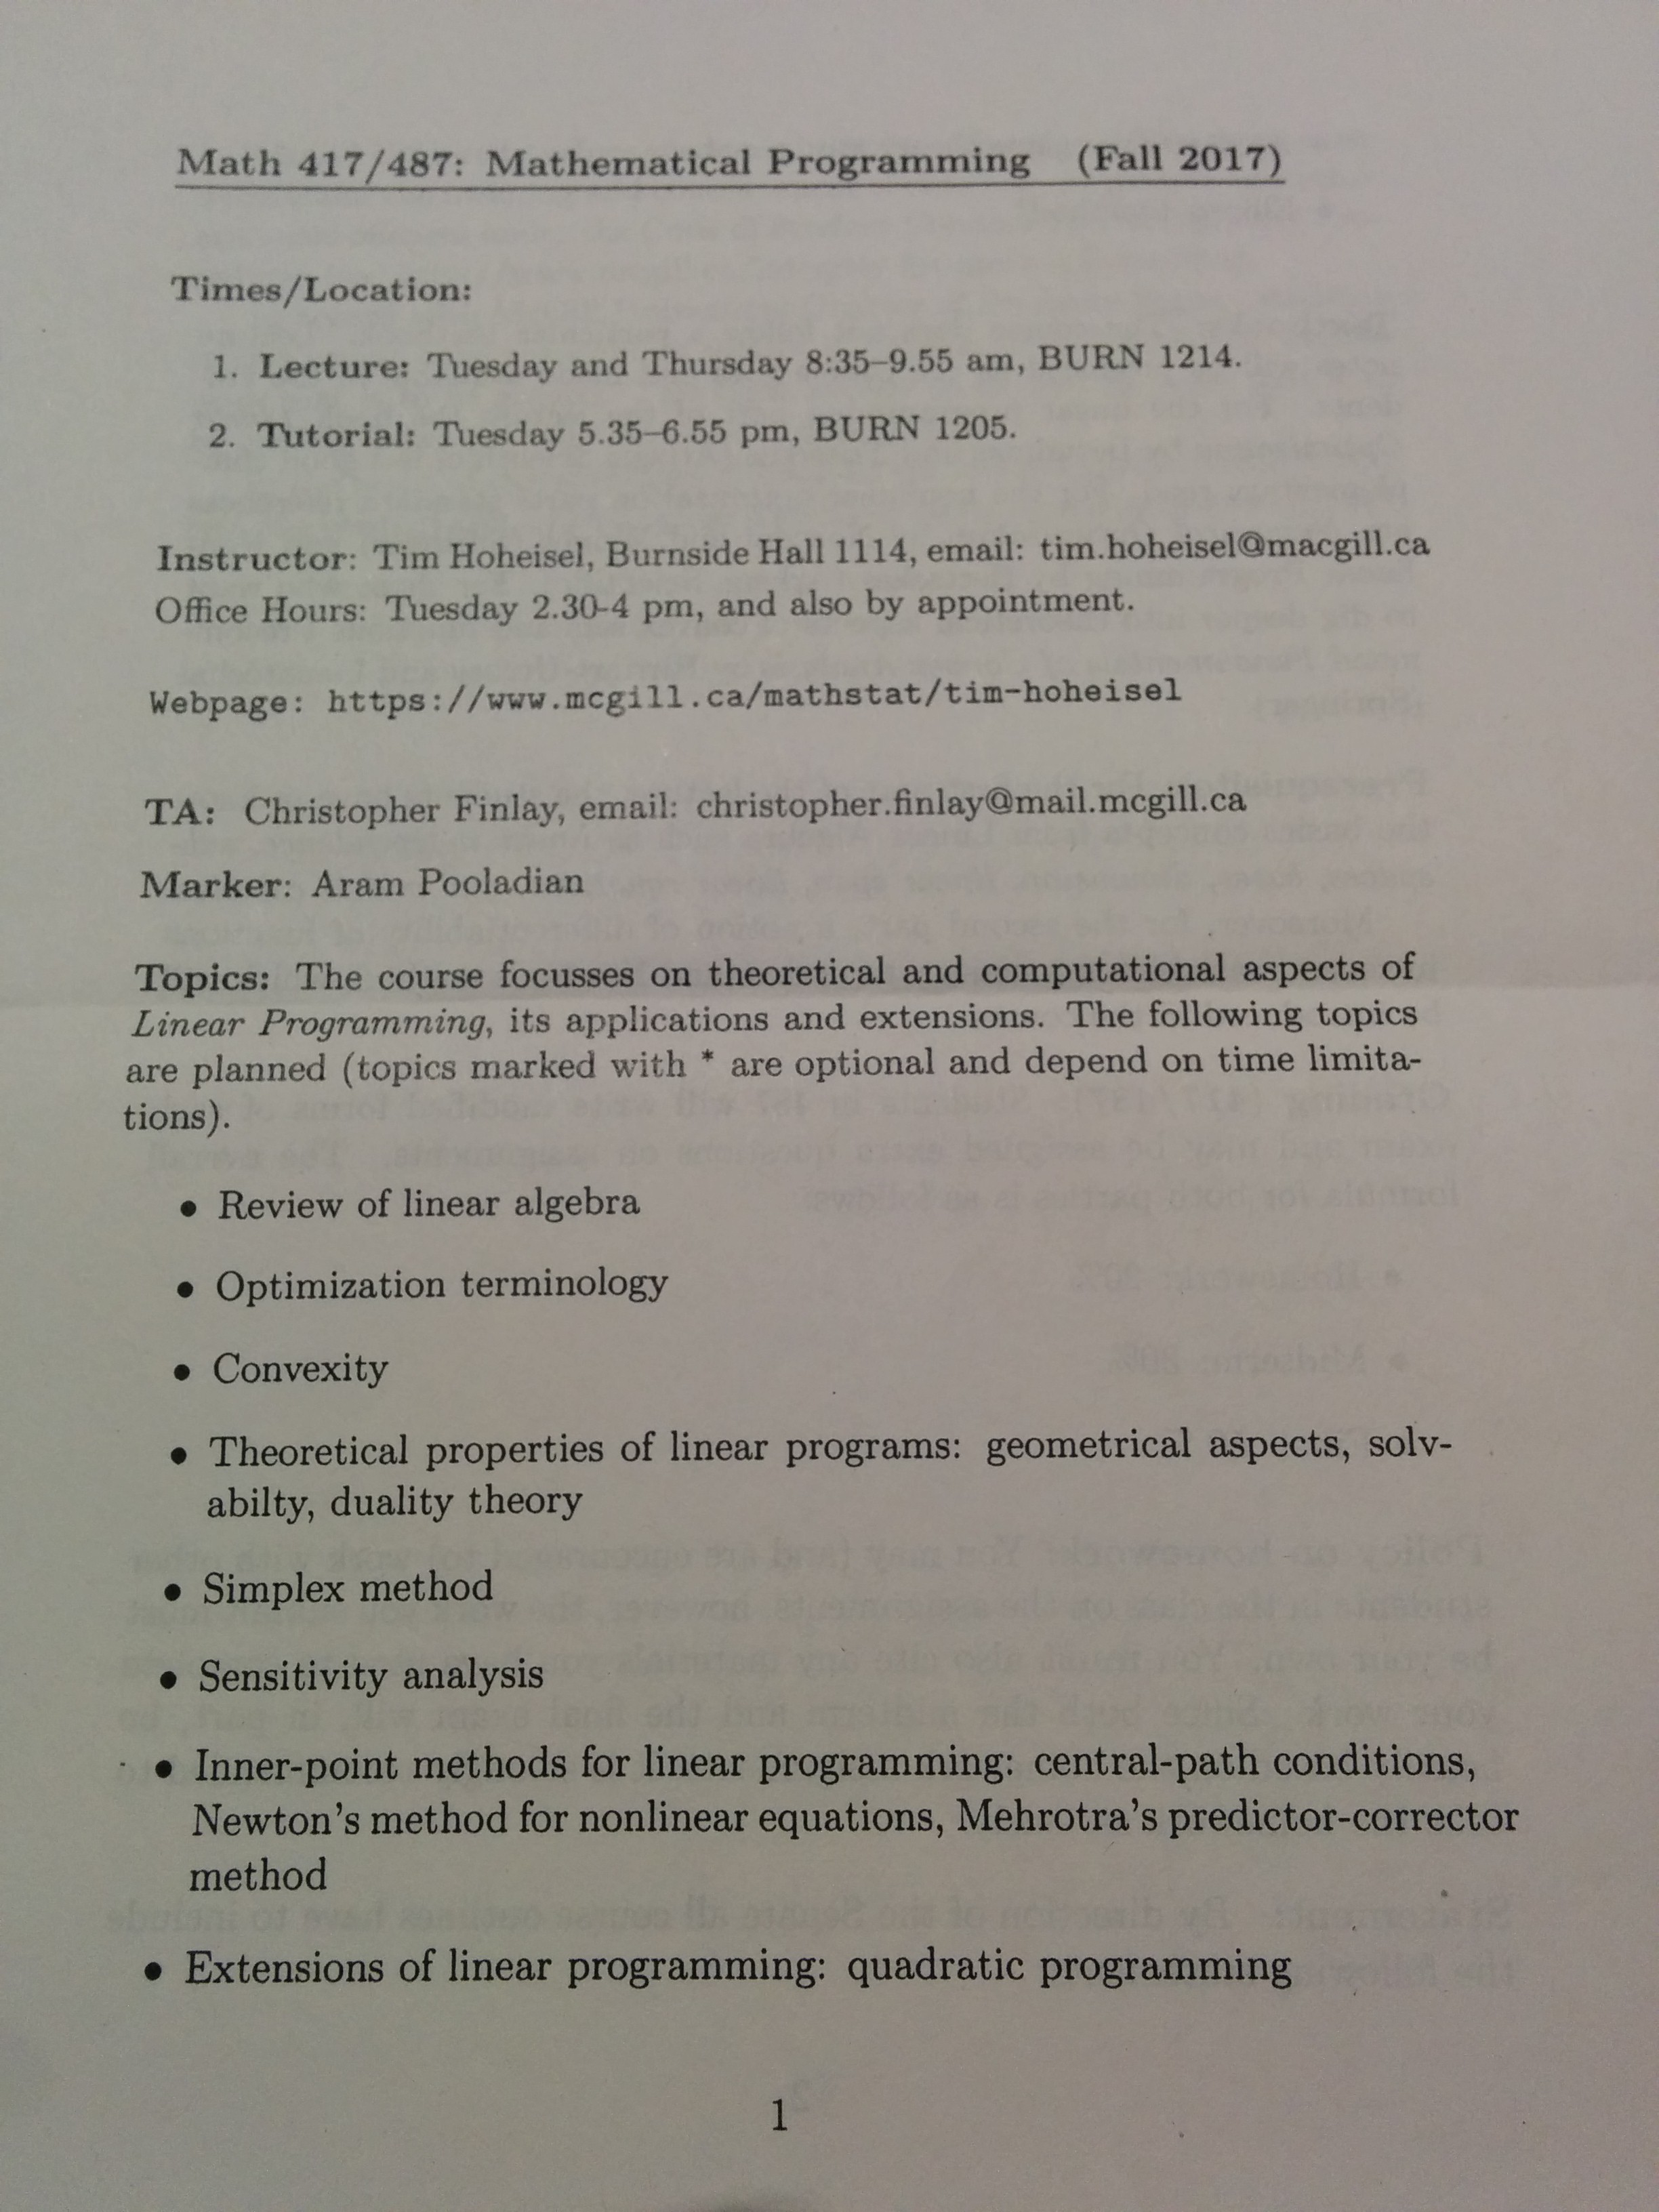 Math 417/487: Mathematical Programming (Fall 2017)
Times/Location:
1. Lecture: Tuesday and Thursday 8:35–9.55 am, BURN 1214.
2. Tutorial: Tuesday 5.35–6.55 pm, BURN 1205.
Instructor: Tim Hoheisel, Burnside Hall 1114, email: tim.hoheisel@macgill.ca
Office Hours: Tuesday 2.30-4 pm, and also by appointment.
Webpage: https://www.mcgill.ca/mathstat/tim-hoheisel
TA: Christopher Finlay, email: christopher.finlay@mail.mcgill.ca
Marker: Aram Pooladian
Topics: The course focusses on theoretical and computational aspects of
Linear Programming, its applications and extensions. The following topics
are planned (topics marked with * are optional and depend on time limita-
tions).
• Review of linear algebra
• Optimization terminology
• Convexity
• Theoretical properties of linear programs: geometrical aspects, solv-
abilty, duality theory
• Simplex method
• Sensitivity analysis
• Inner-point methods for linear programming: central-path conditions,
Newton's method for nonlinear equations, Mehrotra's predictor-corrector
method
• Extensions of linear programming: quadratic programming
1